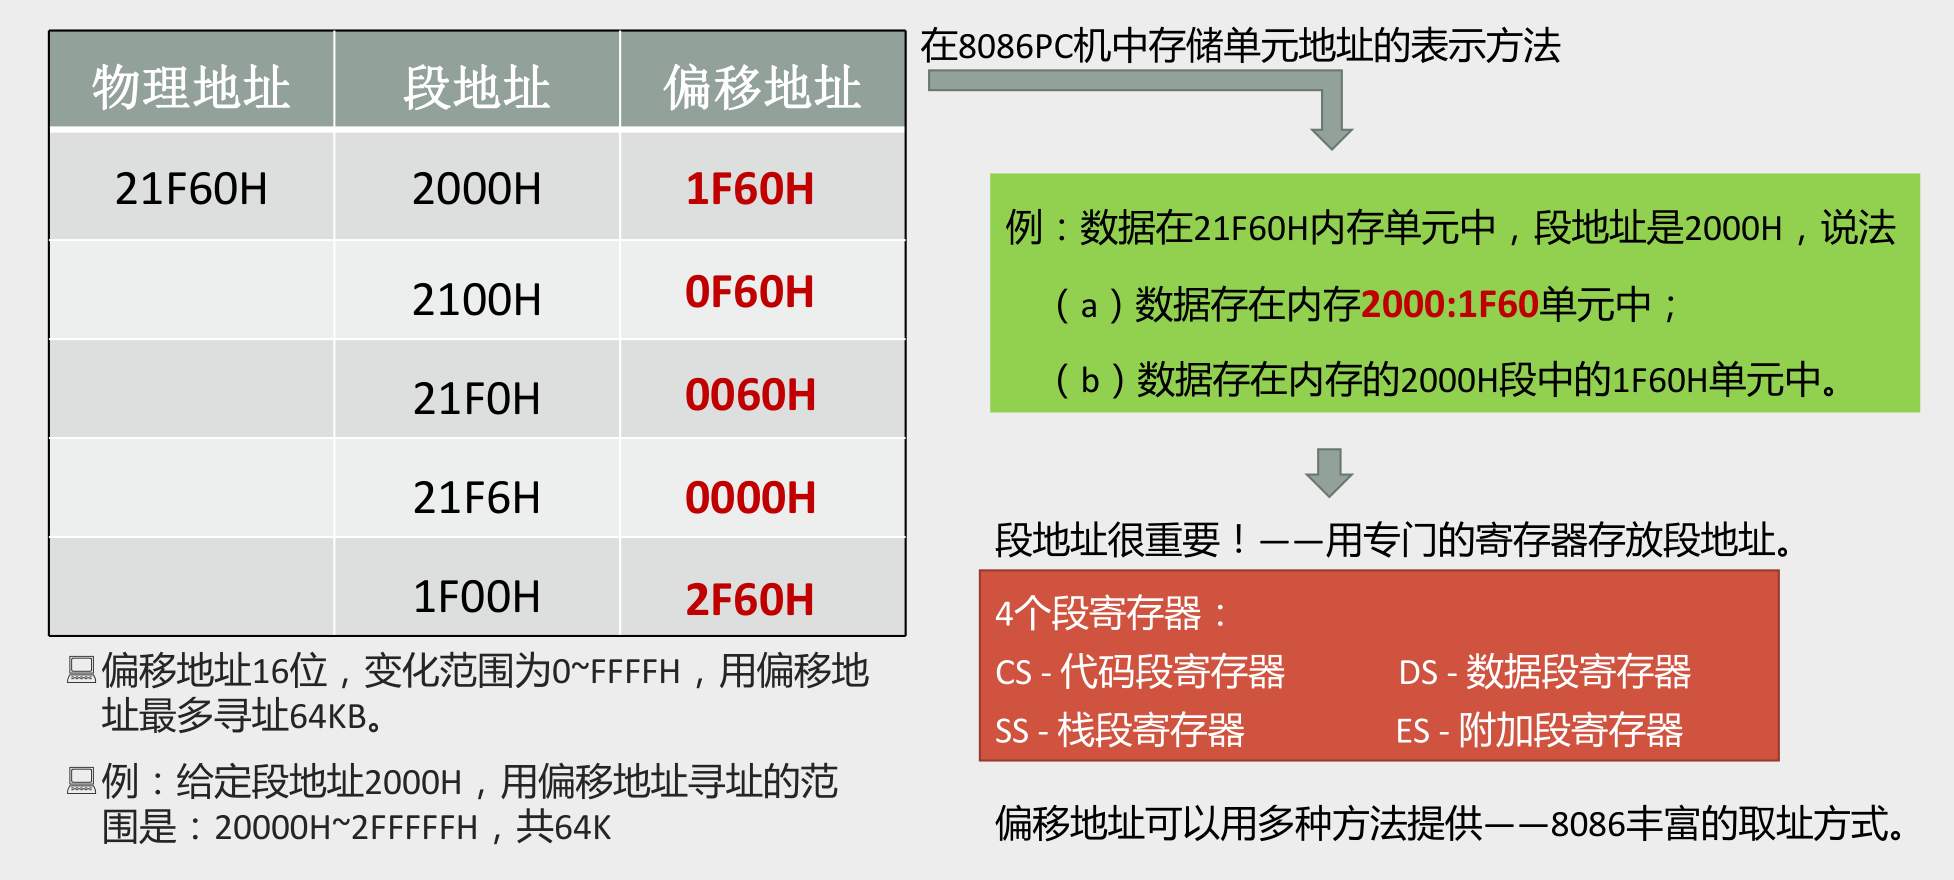 物理地址 段地址 偏移地址
21F60H 2000H 1F60H
2100H 0F60H
21F0H 0060H
21F6H 0000H
1F00H 2F60H
偏移地址16位，变化范围为0~FFFFH，用偏移地
址最多寻址64KB。
例：给定段地址2000H，用偏移地址寻址的范
围是：20000H~2FFFFFH，共64K
在8086PC机中存储单元地址的表示方法
例：数据在21F60H内存单元中，段地址是2000H，说法
（a）数据存在内存2000:1F60单元中；
（b）数据存在内存的2000H段中的1F60H单元中。
段地址很重要！——用专门的寄存器存放段地址。
4个段寄存器：
CS - 代码段寄存器 DS - 数据段寄存器
SS - 栈段寄存器 ES - 附加段寄存器
偏移地址可以用多种方法提供——8086丰富的取址方式。